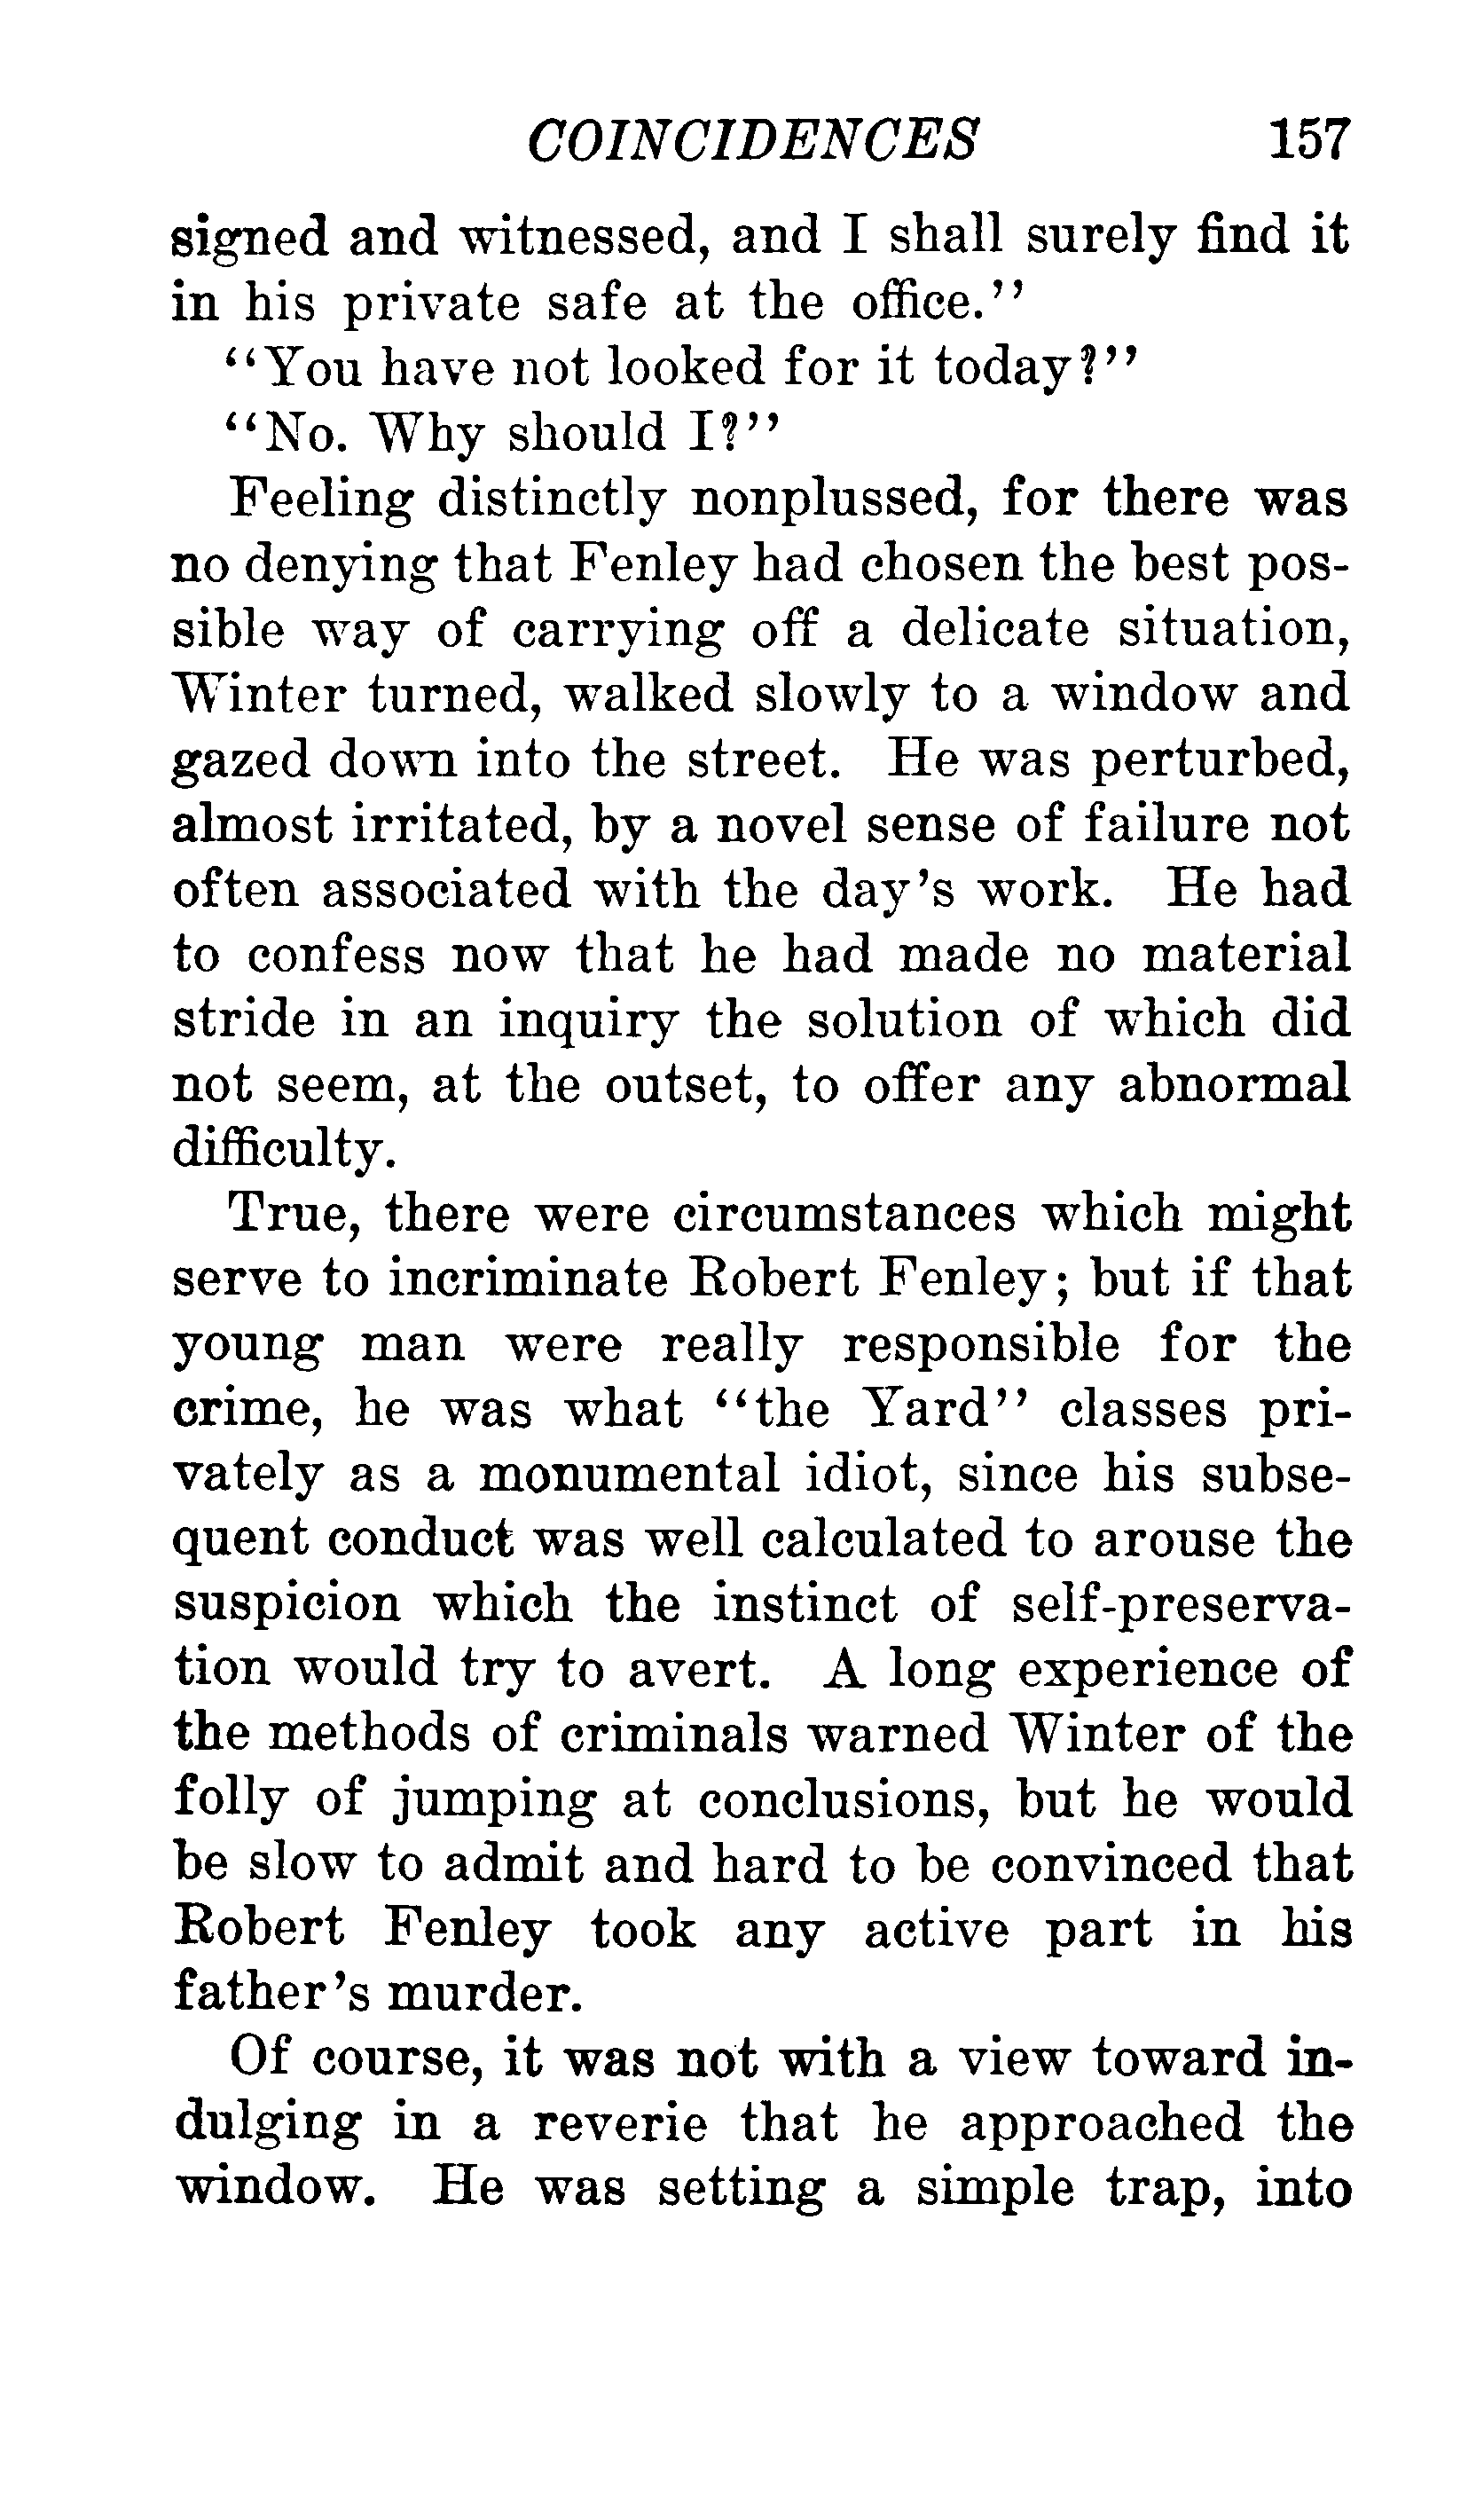 COINCIDENCES 157
signed and witnessed, and I shall surely find it
in his private safe at the office."
"You have not looked for it today?"
"No. Why should I?"
Feeling distinctly nonplussed, for there was
no denying that Fenley had chosen the best pos-
sible way of carrying off a delicate situation,
Winter turned, walked slowly to a window and
gazed down into the street. He was perturbed,
almost irritated, by a novel sense of failure not
often associated with the day's work. He had
to confess now that he had made no material
stride in an inquiry the solution of which did
not seem, at the outset, to offer any abnormal
difficulty.
True, there were circumstances which might
serve to incriminate Robert Fenley; but if that
young man were really responsible for the
crime, he was what "the Yard" classes pri-
vately as a monumental idiot, since his subse-
quent conduct was well calculated to arouse the
suspicion which the instinct of self-preserva-
tion would try to avert. A long experience of
the methods of criminals warned Winter of the
folly of jumping at conclusions, but he would
be slow to admit and hard to be convinced that
Robert Fenley took any active part in his
father's murder.
Of course, it was not with a view toward in-
dulging in a reverie that he approached the
window. He was setting a simple trap, into